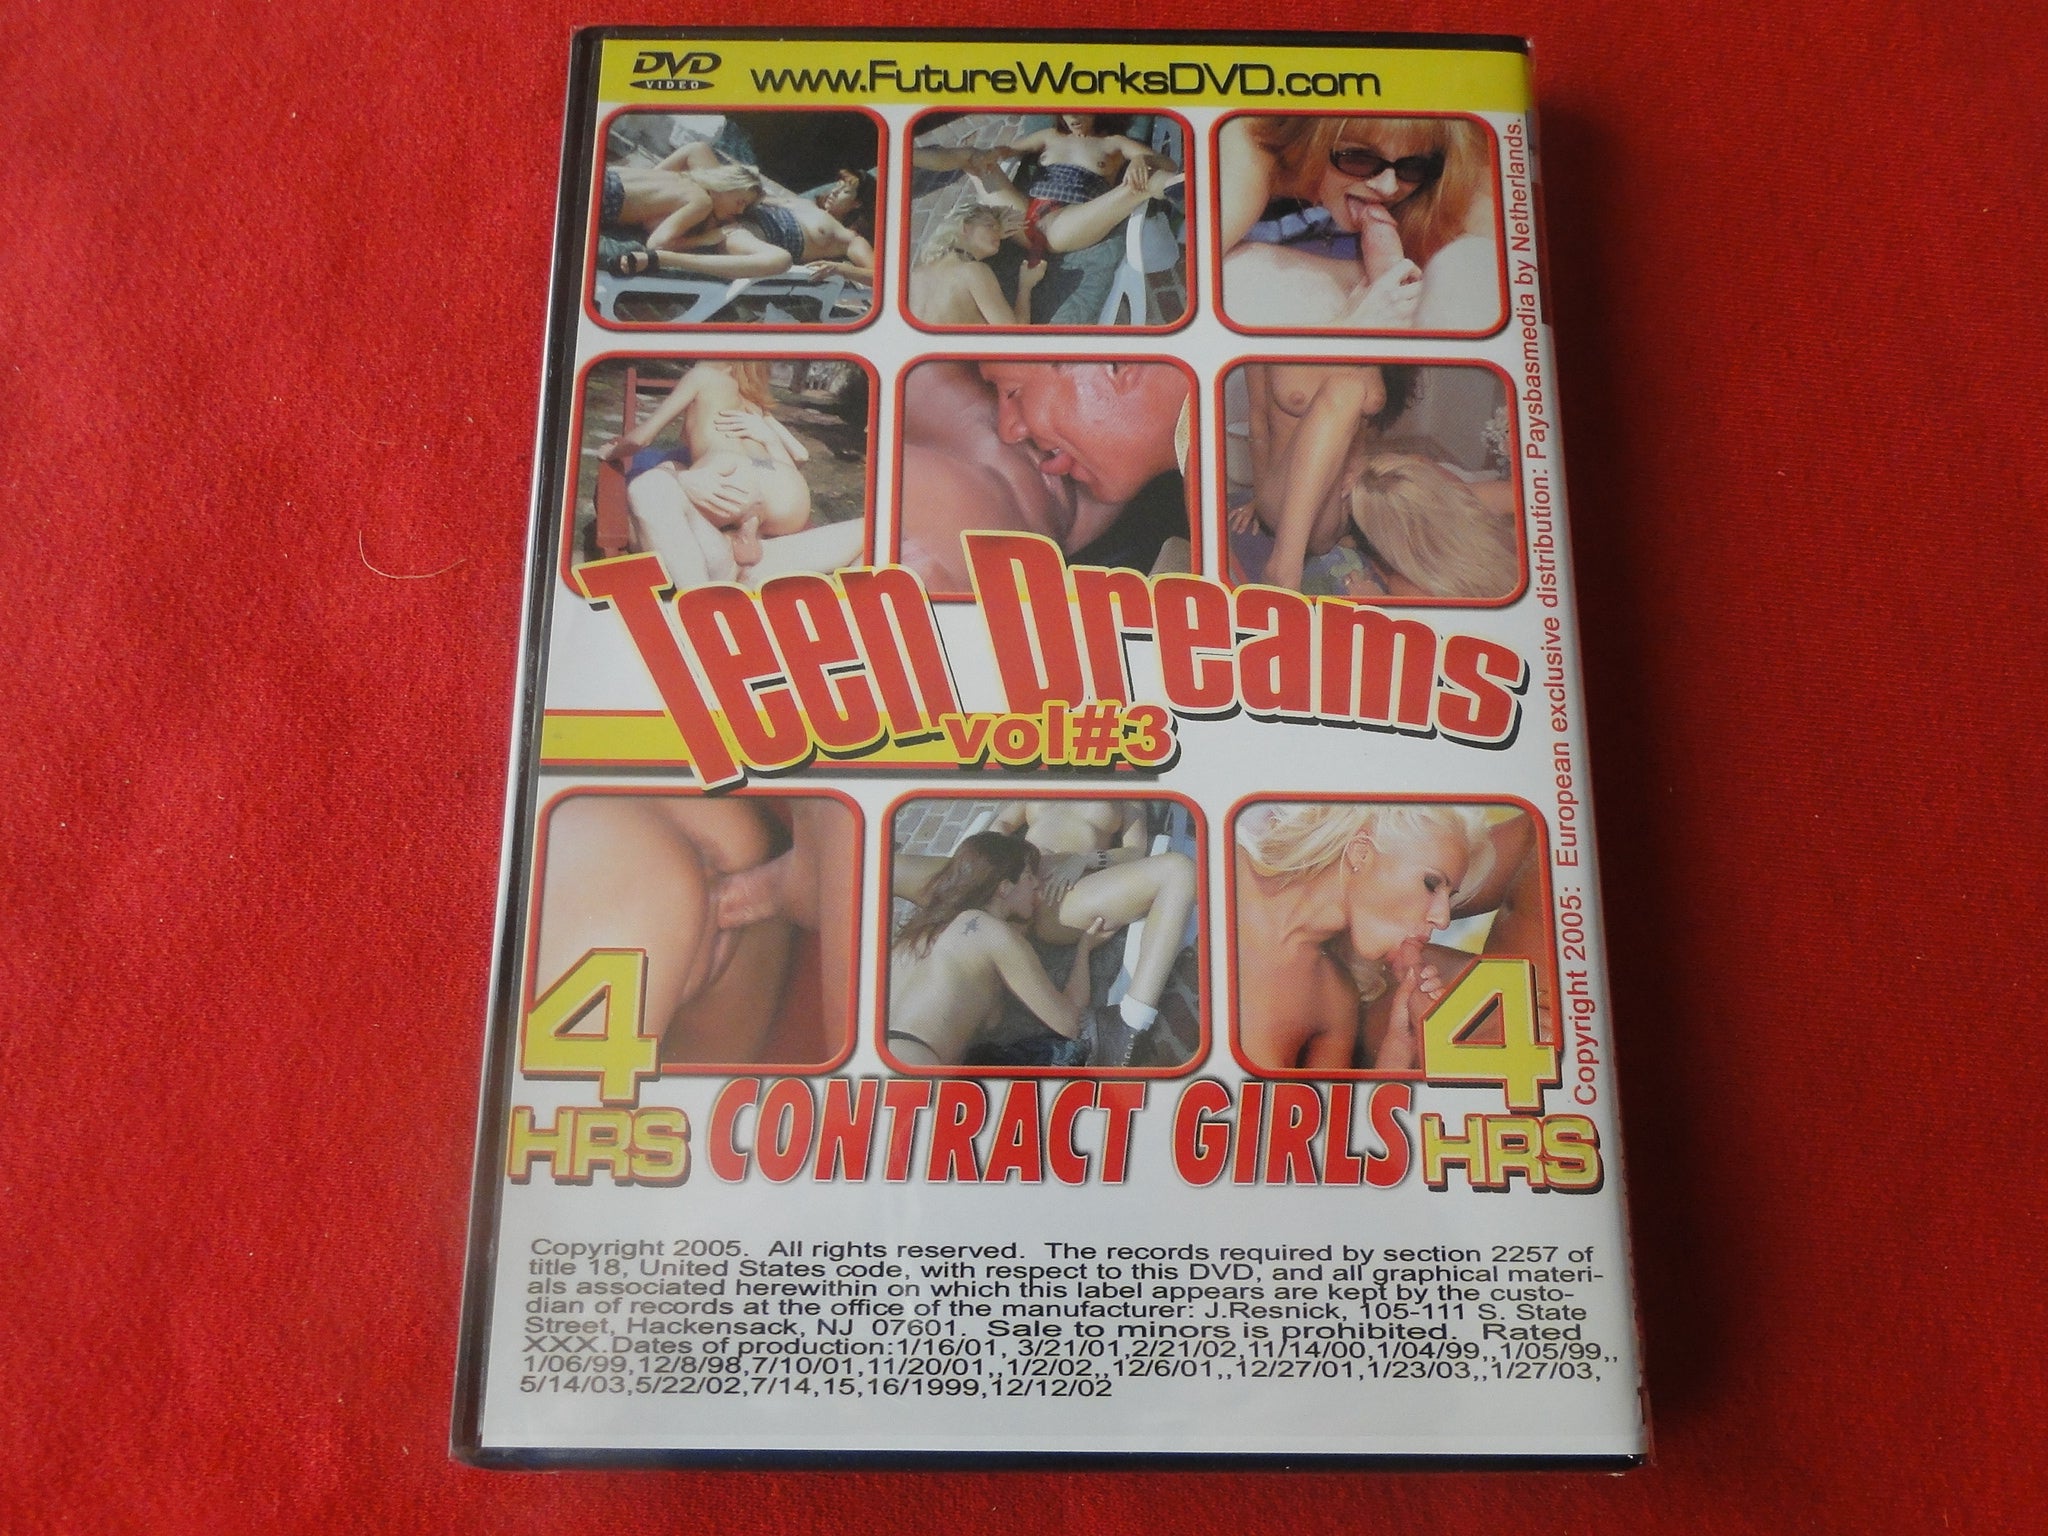 DVD
VIDEO
www.FutureWorksDVD.com
Teen Dreams
vol#3
4
HRS
CONTRACT GIRLS
4
HRS
Copyright 2005: European exclusive distribution: Paysbasmedia by Netherlands.
Copyright 2005. All rights reserved. The records required by section 2257 of
title 18, United States code, with respect to this DVD, and all graphical materi-
als associated herewithin on which this label appears are kept by the custo-
dian of records at the office of the manufacturer: J.Resnick, 105-111 S. State
Street, Hackensack, NJ 07601. Sale to minors is prohibited. Rated
XXX.Dates of production:1/16/01, 3/21/01,2/21/02,11/14/00,1/04/99,,1/05/99,,
1/06/99,12/8/98,7/10/01,11/20/01,,1/2/02,,12/6/01,,12/27/01,1/23/03,,1/27/03,
5/14/03,5/22/02,7/14,15,16/1999,12/12/02